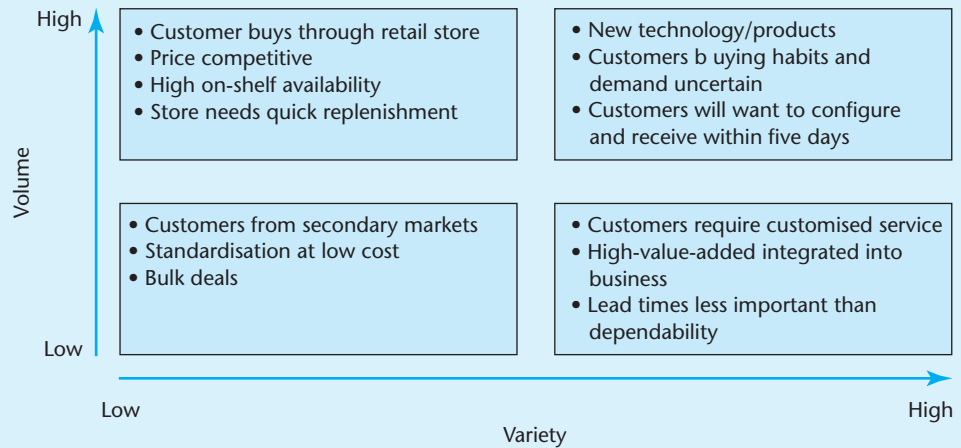 High
• Customer buys through retail store
• Price competitive
• High on-shelf availability
• Store needs quick replenishment
• New technology/products
• Customers b uying habits and
demand uncertain
• Customers will want to configure
and receive within five days
Volume
• Customers from secondary markets
• Standardisation at low cost
• Bulk deals
• Customers require customised service
• High-value-added integrated into
business
• Lead times less important than
dependability
Low
Low
High
Variety